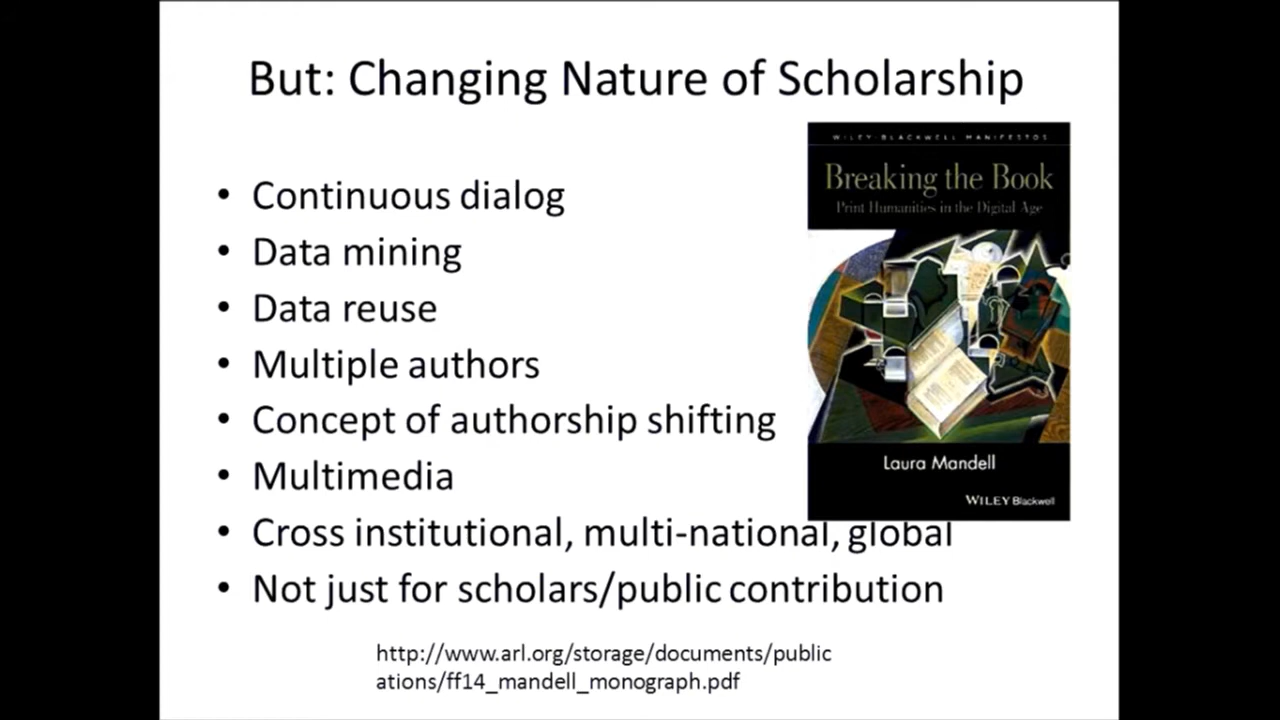 But: Changing Nature of Scholarship
• Continuous dialog
• Data mining
• Data reuse
• Multiple authors
• Concept of authorship shifting
• Multimedia
• Cross institutional, multi-national, global
• Not just for scholars/public contribution
WILEY-BLACKWELL MANIFESTOS
Breaking the Book
Print Humanities in the Digital Age
Laura Mandell
WILEY Blackwell
http://www.arl.org/storage/documents/public
ations/ff14_mandell_monograph.pdf